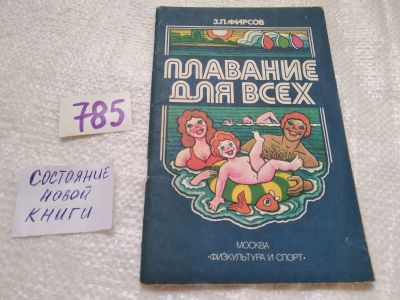 З.П.ФИРСОВ
ПЛАВАНИЕ
ДЛЯ ВСЕХ
МОСКВА
«ФИЗКУЛЬТУРА И СПОРТ»
785
СОСТОЯНИЕ
НОВОЙ
КНИГИ